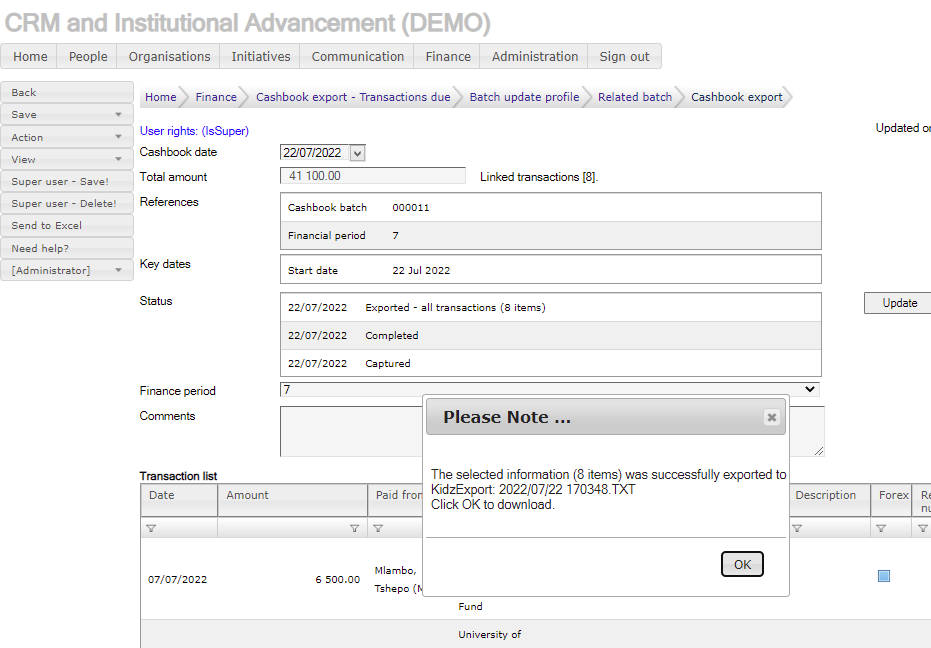 CRM and Institutional Advancement (DEMO)
Home People Organisations Initiatives Communication Finance Administration Sign out
Back
Save
Action
View
Super user - Save!
Super user - Delete!
Send to Excel
Need help?
[Administrator]
Home Finance Cashbook export - Transactions due Batch update profile Related batch Cashbook export
User rights: (IsSuper)
Updated or
Cashbook date 22/07/2022
Total amount 41 100.00 Linked transactions [8].
References
Cashbook batch 000011
Financial period 7
Key dates
Start date 22 Jul 2022
Status
22/07/2022 Exported - all transactions (8 items)
22/07/2022 Completed
22/07/2022 Captured
Update
Finance period 7
Comments
Please Note ...
The selected information (8 items) was successfully exported to
KidzExport: 2022/07/22 170348.TXT
Click OK to download.
OK
Transaction list
Date Amount Paid from Description Forex Re
nu
07/07/2022 6 500.00 Mlambo,
Tshepo (M
Fund
University of